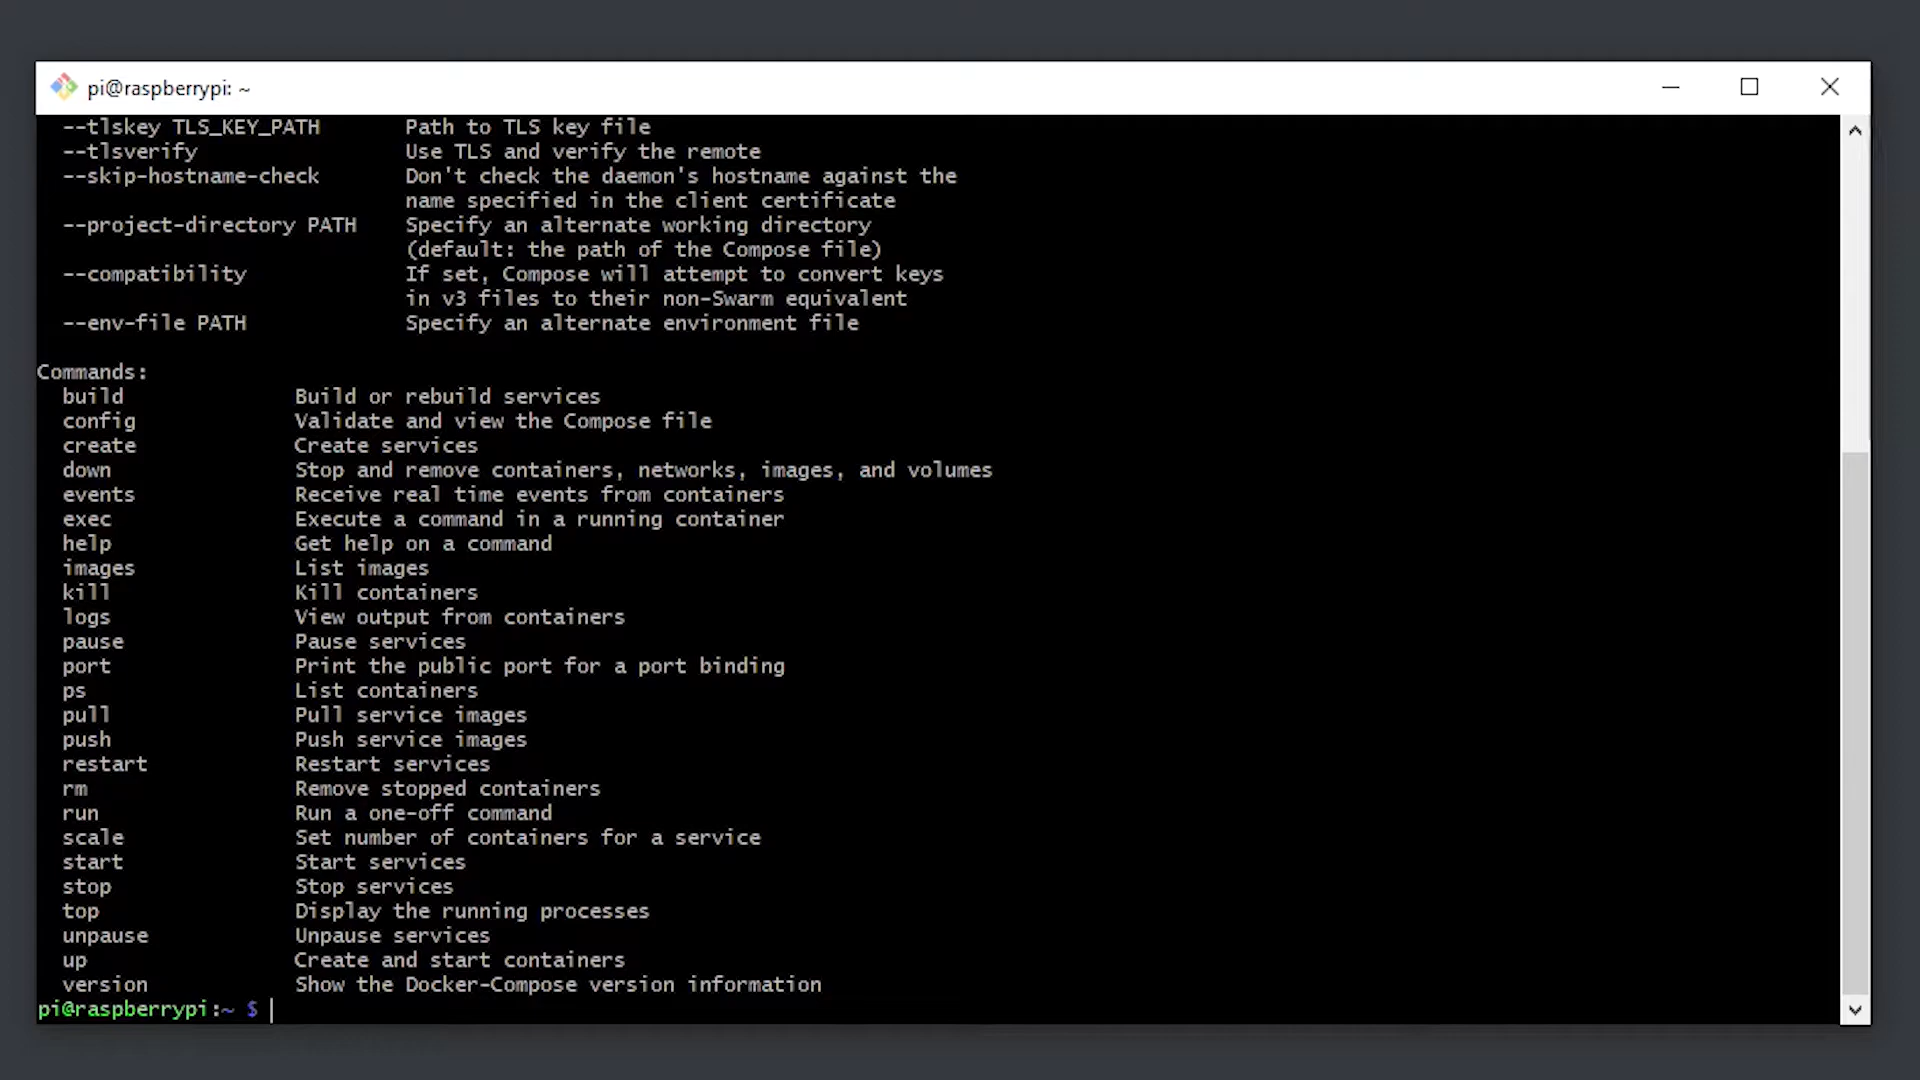 pi@raspberrypi: ~
--tlskey TLS_KEY_PATH Path to TLS key file
--tlsverify Use TLS and verify the remote
--skip-hostname-check Don't check the daemon's hostname against the
name specified in the client certificate
--project-directory PATH Specify an alternate working directory
(default: the path of the Compose file)
--compatibility If set, Compose will attempt to convert keys
in v3 files to their non-Swarm equivalent
--env-file PATH Specify an alternate environment file
Commands:
build Build or rebuild services
config Validate and view the Compose file
create Create services
down Stop and remove containers, networks, images, and volumes
events Receive real time events from containers
exec Execute a command in a running container
help Get help on a command
images List images
kill Kill containers
logs View output from containers
pause Pause services
port Print the public port for a port binding
ps List containers
pull Pull service images
push Push service images
restart Restart services
rm Remove stopped containers
run Run a one-off command
scale Set number of containers for a service
start Start services
stop Stop services
top Display the running processes
unpause Unpause services
up Create and start containers
version Show the Docker-Compose version information
pi@raspberrypi:~ $